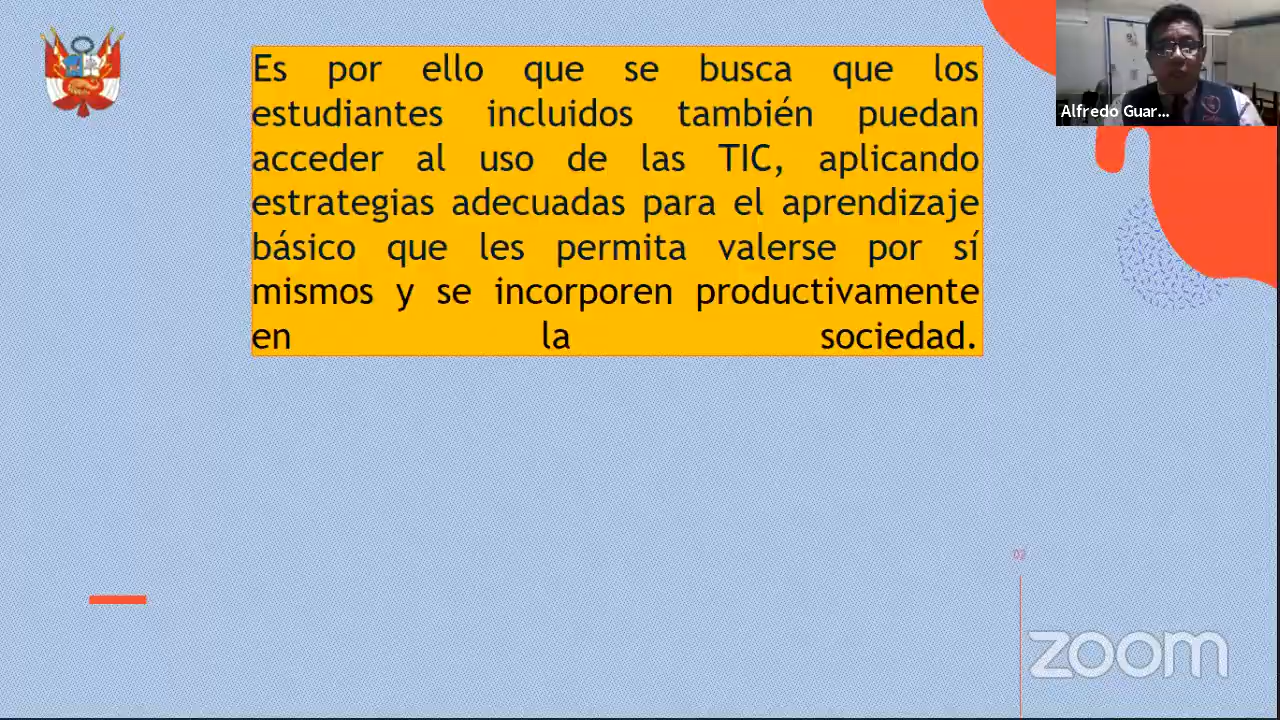 Es por ello que se busca que los
estudiantes incluidos también puedan
acceder al uso de las TIC, aplicando
estrategias adecuadas para el aprendizaje
básico que les permita valerse por sí
mismos y se incorporen productivamente
en la sociedad.
Alfredo Guar...
02
zoom